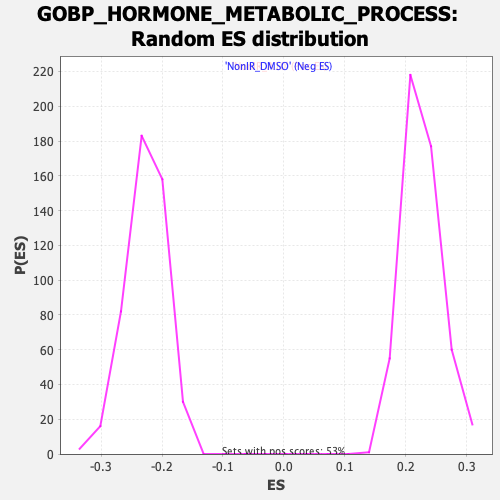 GOBP_HORMONE_METABOLIC_PROCESS:
Random ES distribution
'NonIR_DMSO' (Neg ES)
220
200
180
160
140
120
100
80
60
40
20
0
P(ES)
Sets with pos scores: 53%
-0.3 -0.2 -0.1 0.0 0.1 0.2 0.3
ES